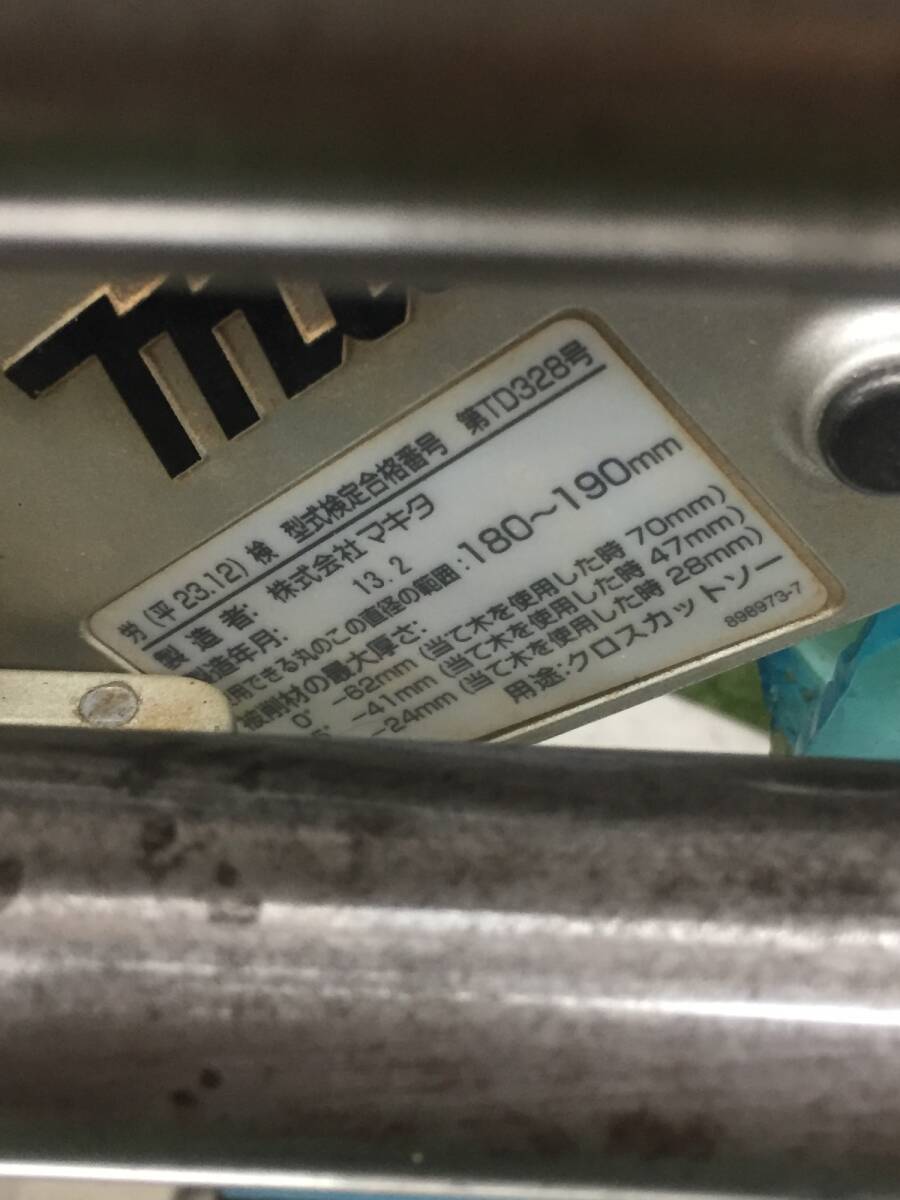 労(平23.12)検 型式検定合格番号 第TD328号
製造者: 株式会社マキタ
造年月: 13.2
用できる丸のこの直径の範囲:180～190mm
被削材の最大厚さ:
0° -62mm (当て木を使用した時 70mm)
-41mm (当て木を使用した時 47mm)
-24mm (当て木を使用した時 28mm)
用途:クロスカットソー
898973-7